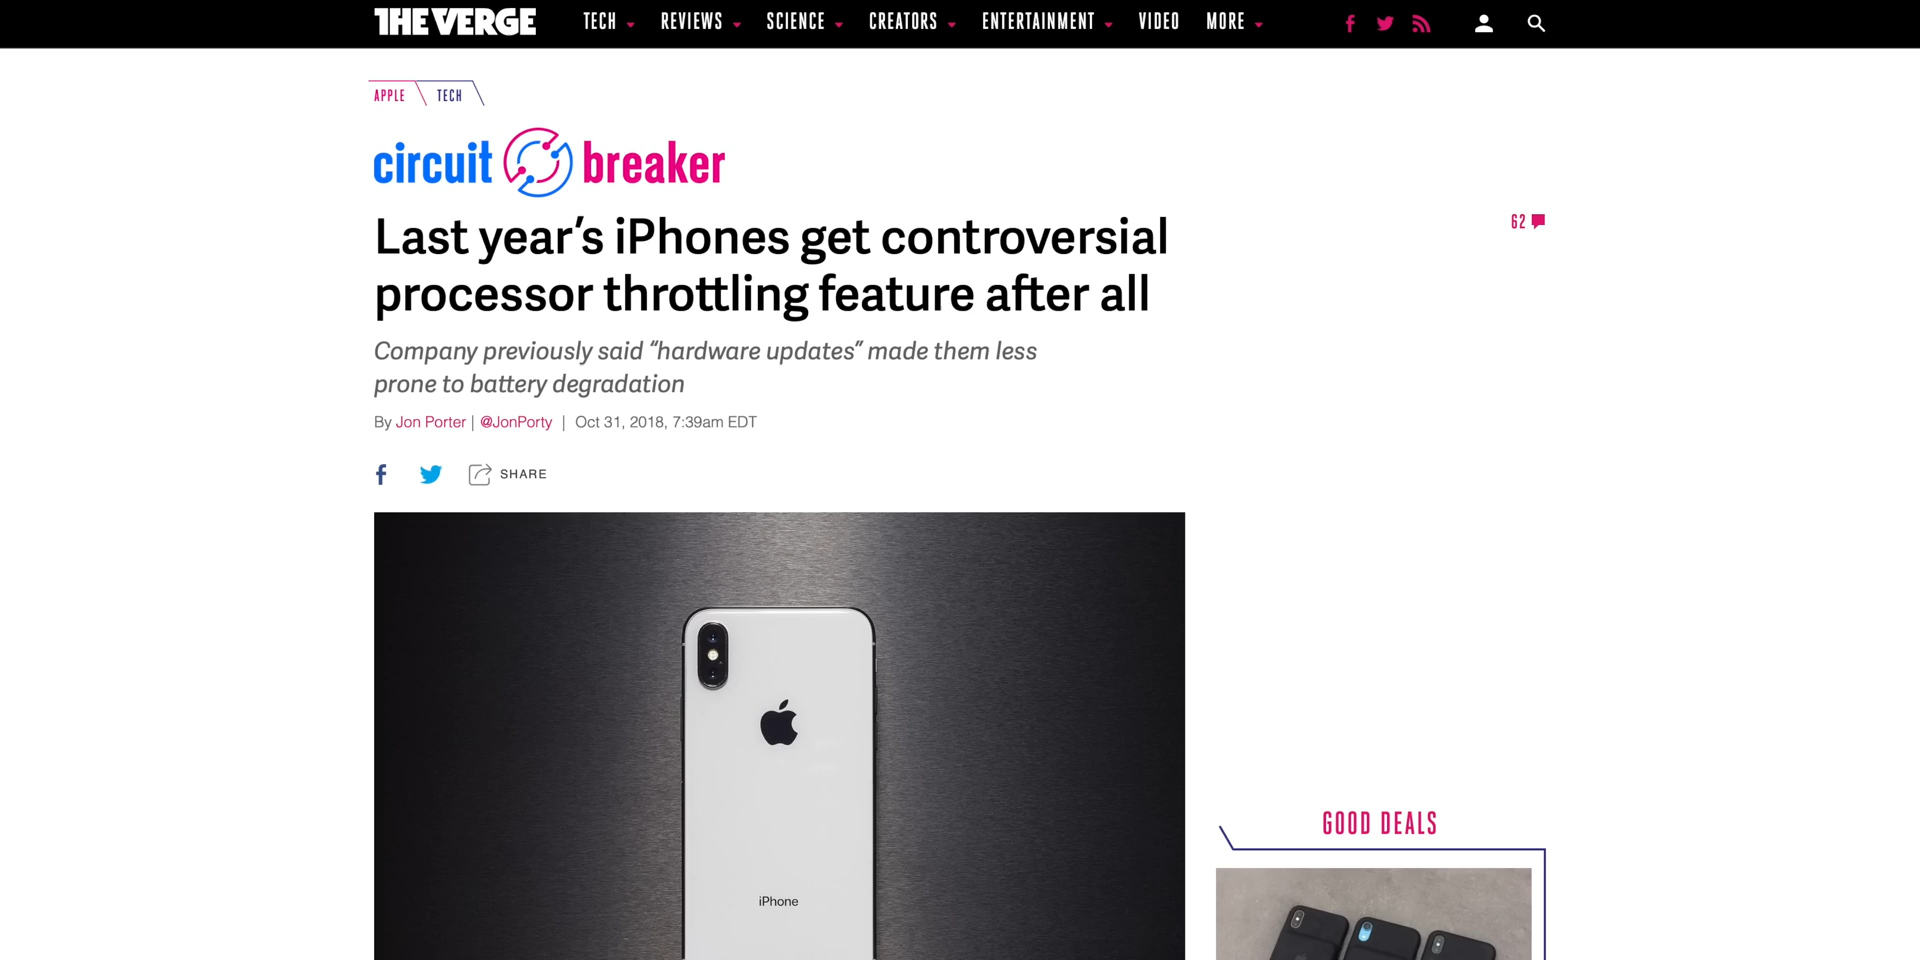 THE VERGE
TECH REVIEWS SCIENCE CREATORS ENTERTAINMENT VIDEO MORE
APPLE TECH
circuit breaker
Last year’s iPhones get controversial
processor throttling feature after all
62
Company previously said “hardware updates” made them less
prone to battery degradation
By Jon Porter | @JonPorty | Oct 31, 2018, 7:39am EDT
SHARE
iPhone
GOOD DEALS